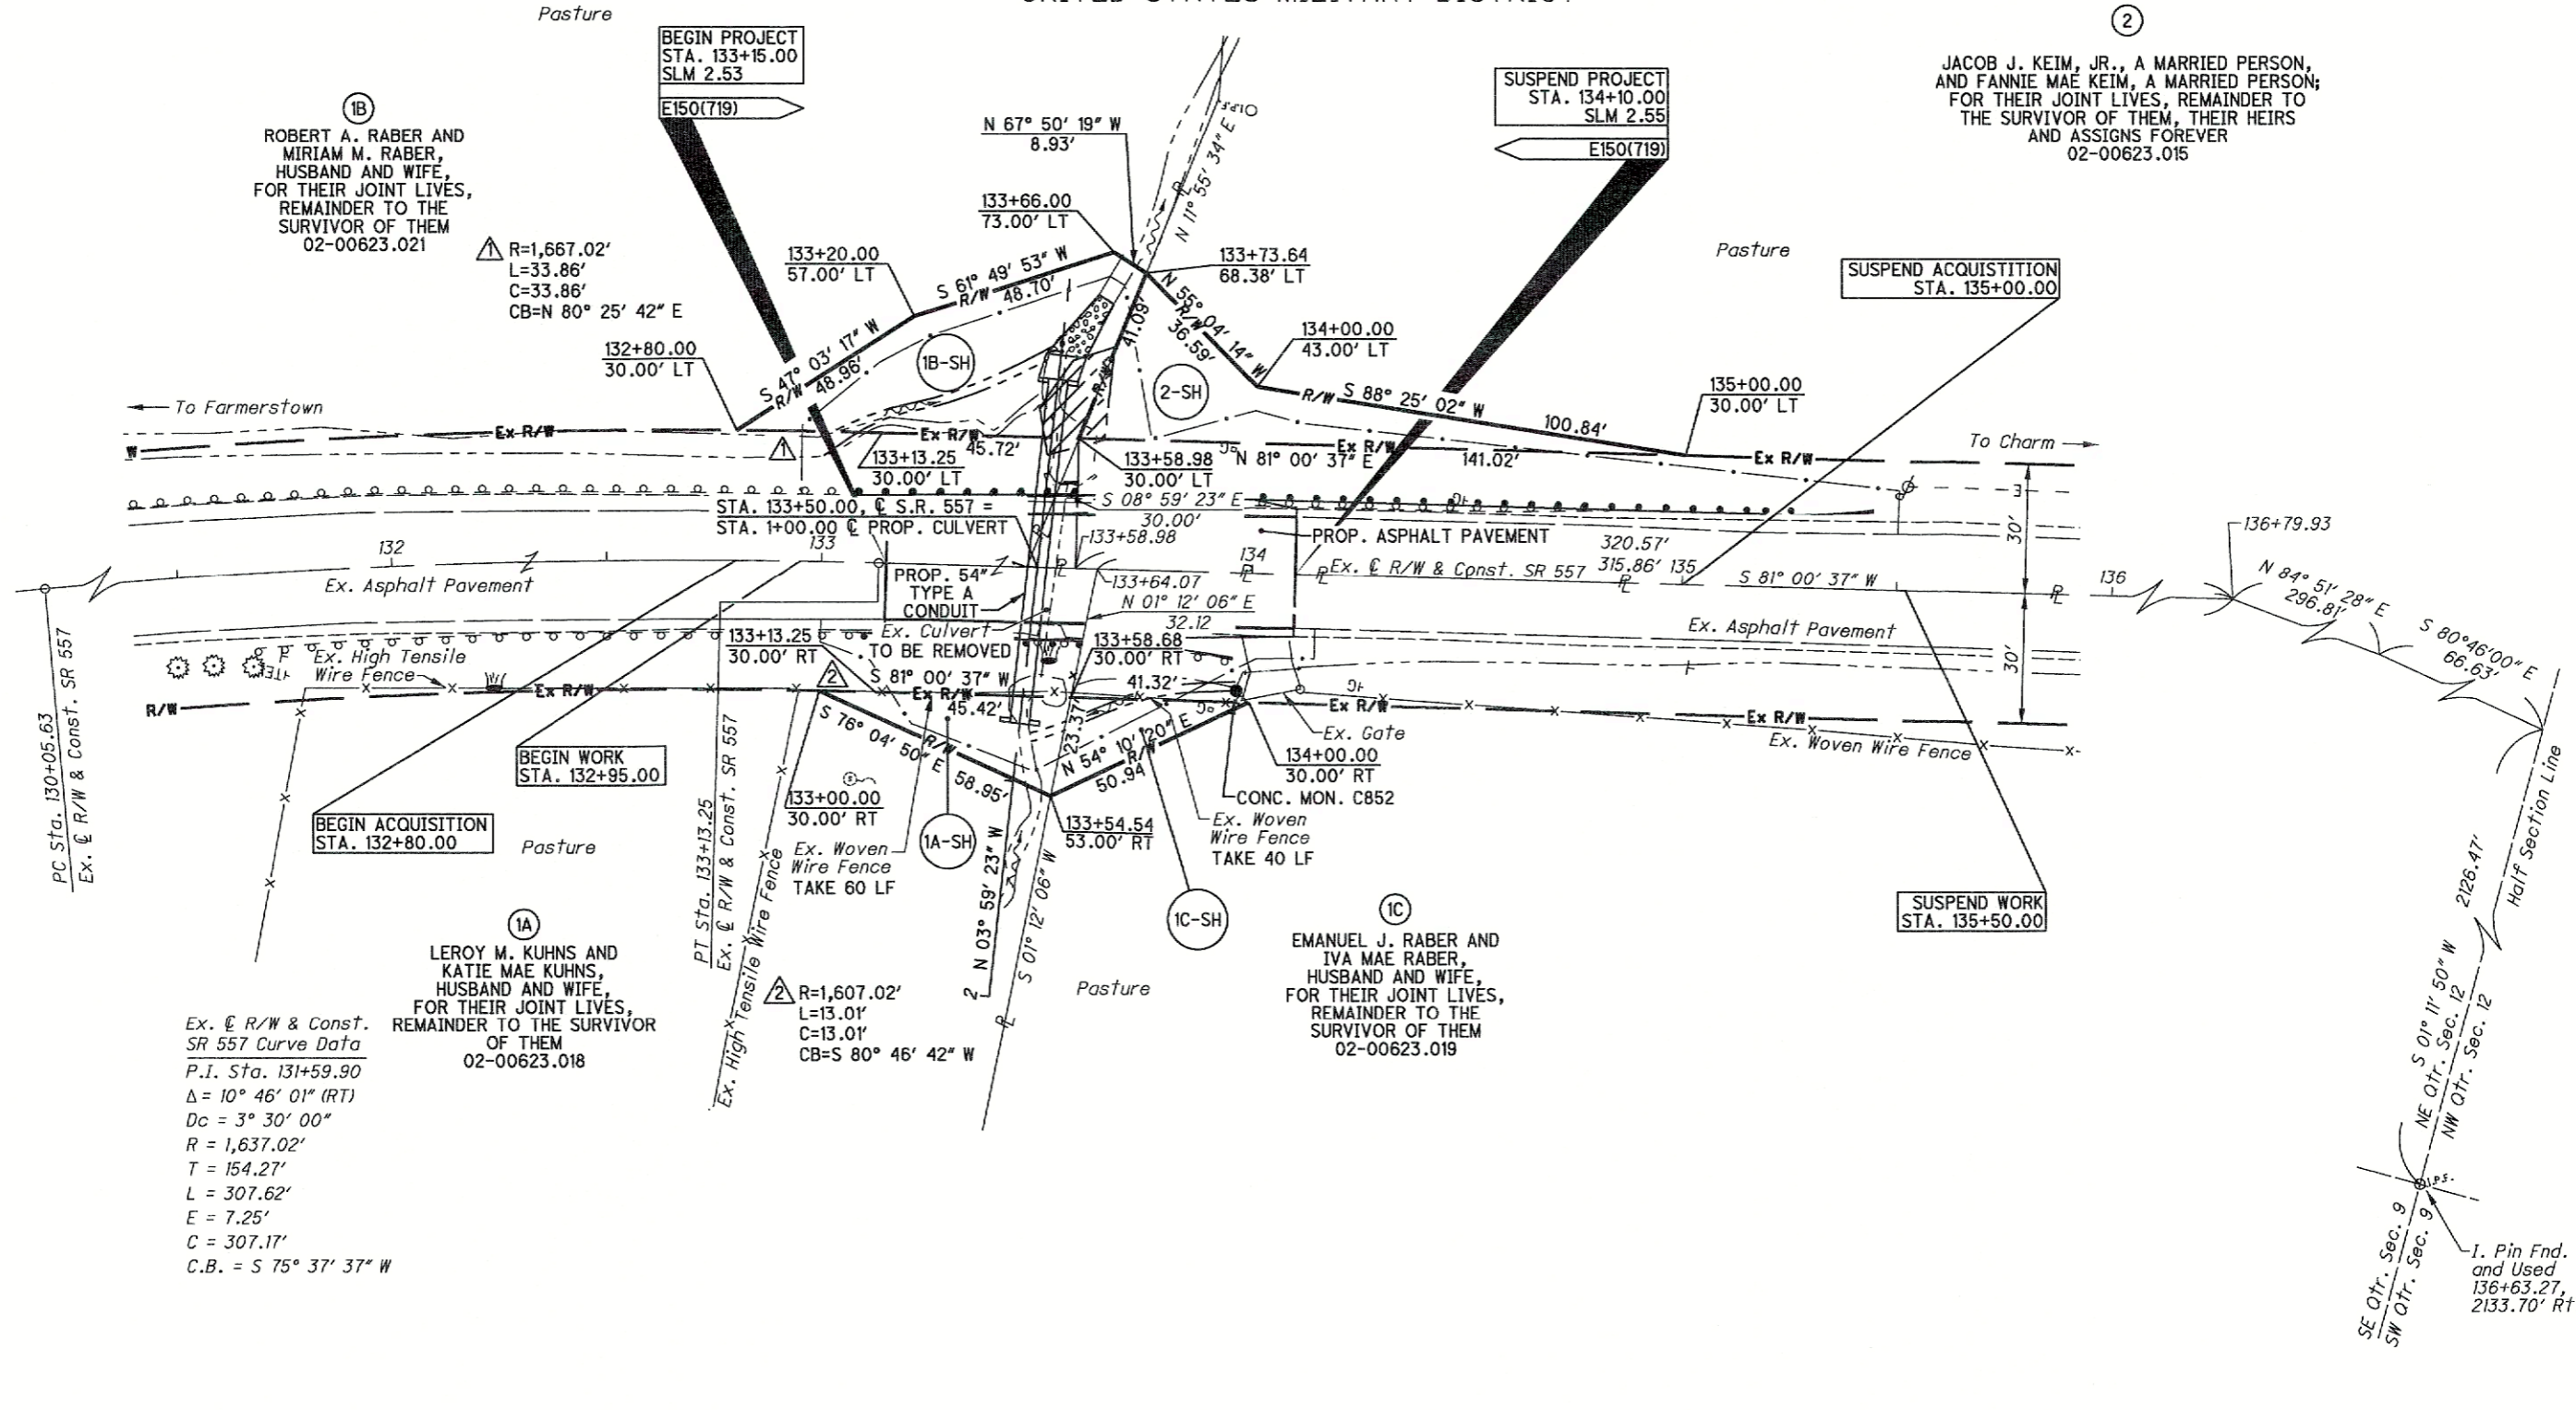 Pasture
BEGIN PROJECT
STA. 133+15.00
SLM 2.53
E150(719)
1B
ROBERT A. RABER AND
MIRIAM M. RABER,
HUSBAND AND WIFE,
FOR THEIR JOINT LIVES,
REMAINDER TO THE
SURVIVOR OF THEM
02-00623.021
1
R=1,667.02'
L=33.86'
C=33.86'
CB=N 80° 25' 42" E
N 67° 50' 19" W
8.93'
I.P.S.
N 11° 55' 34" E
SUSPEND PROJECT
STA. 134+10.00
SLM 2.55
E150(719)
2
JACOB J. KEIM, JR., A MARRIED PERSON,
AND FANNIE MAE KEIM, A MARRIED PERSON;
FOR THEIR JOINT LIVES, REMAINDER TO
THE SURVIVOR OF THEM, THEIR HEIRS
AND ASSIGNS FOREVER
02-00623.015
133+66.00
73.00' LT
133+20.00
57.00' LT
S 61° 49' 53" W
R/W
48.70'
133+73.64
68.38' LT
Pasture
SUSPEND ACQUISTITION
STA. 135+00.00
132+80.00
30.00' LT
S 47° 03' 17" W
R/W
48.96'
1B-SH
41.09'
R/W
N 55° 04' 14" W
R/W
36.59'
2-SH
134+00.00
43.00' LT
R/W
S 88° 25' 02" W
100.84'
135+00.00
30.00' LT
To Farmerstown
To Charm
W
Ex R/W
1
Ex R/W
45.72'
133+13.25
30.00' LT
133+58.98
30.00' LT
N 81° 00' 37" E
Ex R/W
141.02'
Ex R/W
STA. 133+50.00, ℄ S.R. 557 =
STA. 1+00.00 ℄ PROP. CULVERT
S 08° 59' 23" E
30.00'
133+58.98
PROP. ASPHALT PAVEMENT
30'
136+79.93
132
133
134
320.57'
315.86'
135
136
Ex. Asphalt Pavement
PROP. 54"
TYPE A
CONDUIT
133+64.07
N 01° 12' 06" E
32.12
Ex. ℄ R/W & Const. SR 557
S 81° 00' 37" W
N 84° 51' 28" E
296.81'
S 80°46'00" E
66.63'
Ex. Culvert
TO BE REMOVED
133+13.25
30.00' RT
133+58.68
30.00' RT
Ex. Asphalt Pavement
30'
Ex. High Tensile
Wire Fence
2
S 81° 00' 37" W
41.32'
R/W
Ex R/W
Ex R/W
45.42'
Ex R/W
Ex R/W
Ex. Woven Wire Fence
S 76° 04' 50" E
R/W
58.95'
23.37'
N 54° 10' 20" E
R/W
50.94
Ex. Gate
134+00.00
30.00' RT
CONC. MON. C852
PC Sta. 130+05.63
Ex. ℄ R/W & Const. SR 557
BEGIN WORK
STA. 132+95.00
BEGIN ACQUISITION
STA. 132+80.00
Pasture
PT Sta. 133+13.25
Ex. ℄ R/W & Const. SR 557
133+00.00
30.00' RT
Ex. Woven
Wire Fence
TAKE 60 LF
1A-SH
133+54.54
53.00' RT
Ex. Woven
Wire Fence
TAKE 40 LF
1C-SH
N 03° 59' 23" W
2
S 01° 12' 06" W
Pasture
Ex. High Tensile Wire Fence
SUSPEND WORK
STA. 135+50.00
1A
LEROY M. KUHNS AND
KATIE MAE KUHNS,
HUSBAND AND WIFE,
FOR THEIR JOINT LIVES,
REMAINDER TO THE SURVIVOR
OF THEM
02-00623.018
2
R=1,607.02'
L=13.01'
C=13.01'
CB=S 80° 46' 42" W
1C
EMANUEL J. RABER AND
IVA MAE RABER,
HUSBAND AND WIFE,
FOR THEIR JOINT LIVES,
REMAINDER TO THE
SURVIVOR OF THEM
02-00623.019
Ex. ℄ R/W & Const.
SR 557 Curve Data
P.I. Sta. 131+59.90
Δ = 10° 46' 01" (RT)
Dc = 3° 30' 00"
R = 1,637.02'
T = 154.27'
L = 307.62'
E = 7.25'
C = 307.17'
C.B. = S 75° 37' 37" W
Half Section Line
S 01° 11' 50" W 2126.47'
NE Qtr. Sec. 12
NW Qtr. Sec. 12
I.P.S.
SE Qtr. Sec. 9
SW Qtr. Sec. 9
I. Pin Fnd.
and Used
136+63.27,
2133.70' Rt